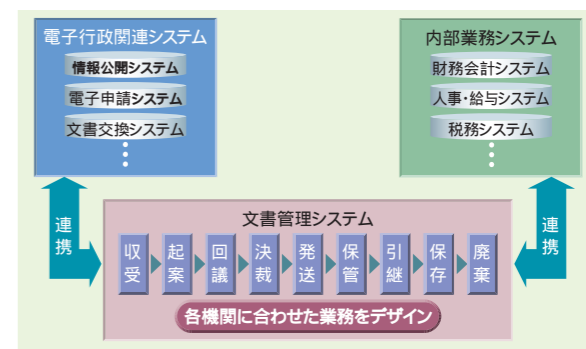 電子行政関連システム
情報公開システム
電子申請システム
文書交換システム
内部業務システム
財務会計システム
人事・給与システム
税務システム
連携
連携
文書管理システム
収受
起案
回議
決裁
発送
保管
引継
保存
廃棄
各機関に合わせた業務をデザイン